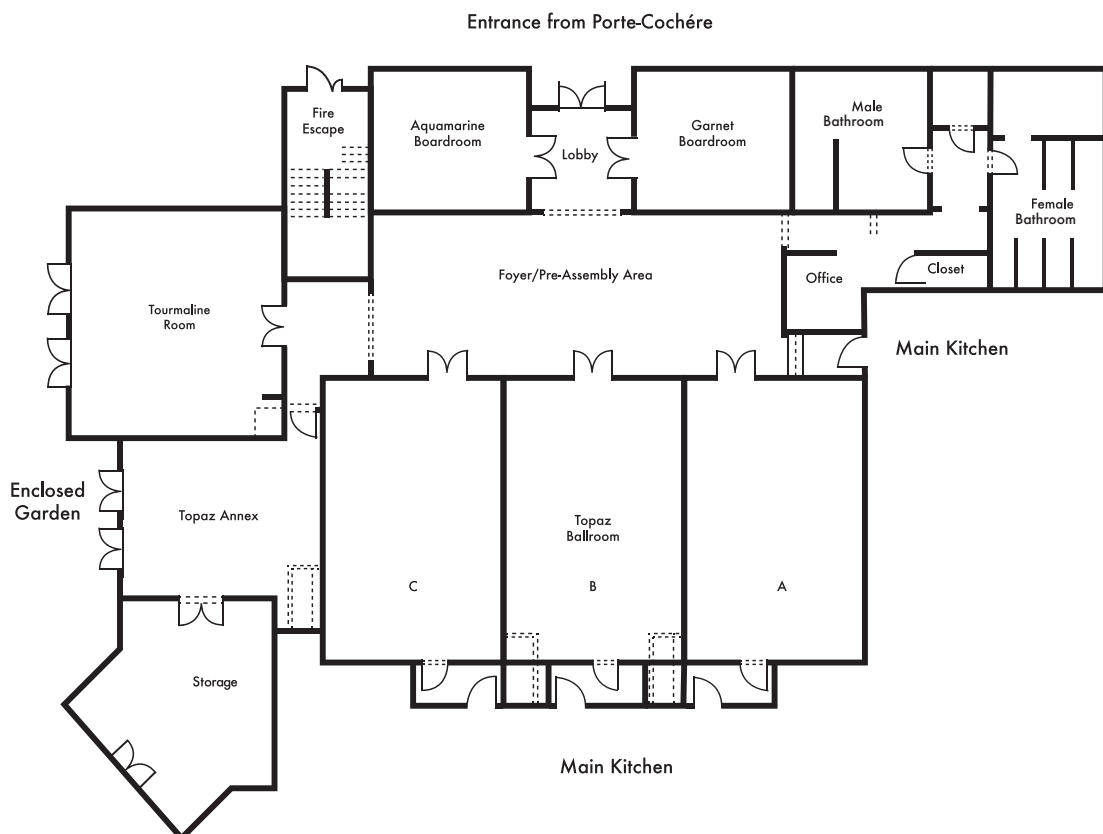 Entrance from Porte-Cochére
Fire
Escape
Aquamarine
Boardroom
Lobby
Garnet
Boardroom
Male
Bathroom
Female
Bathroom
Foyer/Pre-Assembly Area
Office
Closet
Tourmaline
Room
Main Kitchen
Enclosed
Garden
Topaz Annex
Topaz
Ballroom
C
B
A
Storage
Main Kitchen